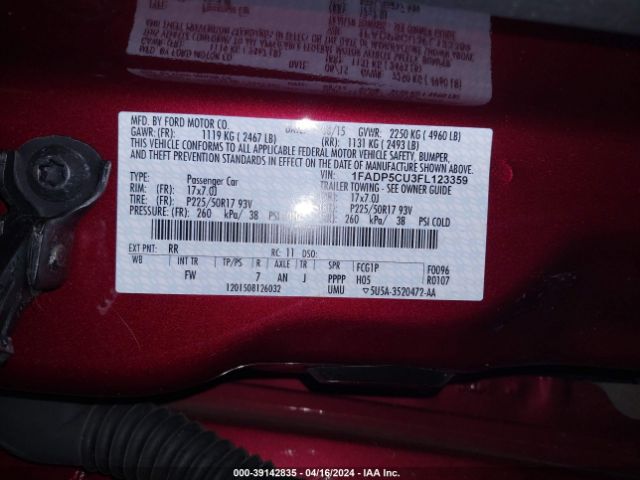 MFD. BY FORD MOTOR CO.
DATE: 08/15 GVWR: 2250 KG ( 4960 LB)
GAWR: (FR): 1119 KG ( 2467 LB) (RR): 1131 KG ( 2493 LB)
THIS VEHICLE CONFORMS TO ALL APPLICABLE FEDERAL MOTOR VEHICLE SAFETY, BUMPER,
AND THEFT PREVENTION STANDARDS IN EFFECT ON THE DATE OF MANUFACTURE SHOWN ABOVE.
VIN: 1FADP5CU3FL123359
TYPE: Passenger Car TRAILER TOWING - SEE OWNER GUIDE
RIM: (FR) 17x7.0J (RR) 17x7.0J
TIRE: (FR) P225/50R17 93V (RR) P225/50R17 93V
PRESSURE: (FR) 260 kPa/ 38 PSI COLD (RR) 260 kPa/ 38 PSI COLD
EXT PNT: RR RC: 11 DSO:
WB INT TR TP/PS R AXLE TR SPR FCG1P F0096
FW 7 AN J PPPP H05 R0107
1201508126032 UMU ▽5U5A-3520472-AA
000-39142835 - 04/16/2024 - IAA Inc.